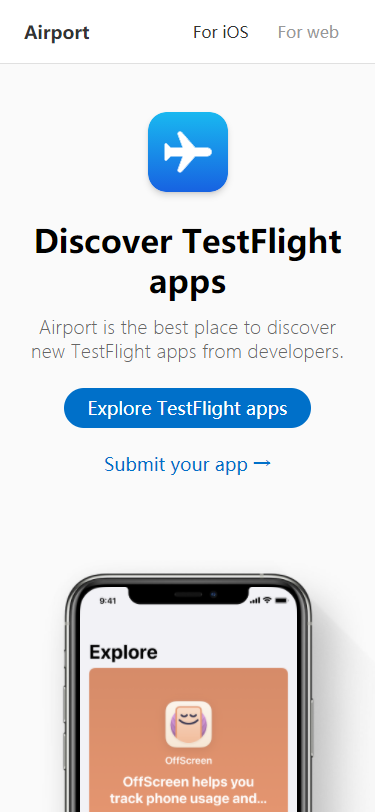 Airport
For iOS
For web
Discover TestFlight
apps
Airport is the best place to discover
new TestFlight apps from developers.
Explore TestFlight apps
Submit your app →
9:41
Explore
OffScreen
OffScreen helps you
track phone usage and...